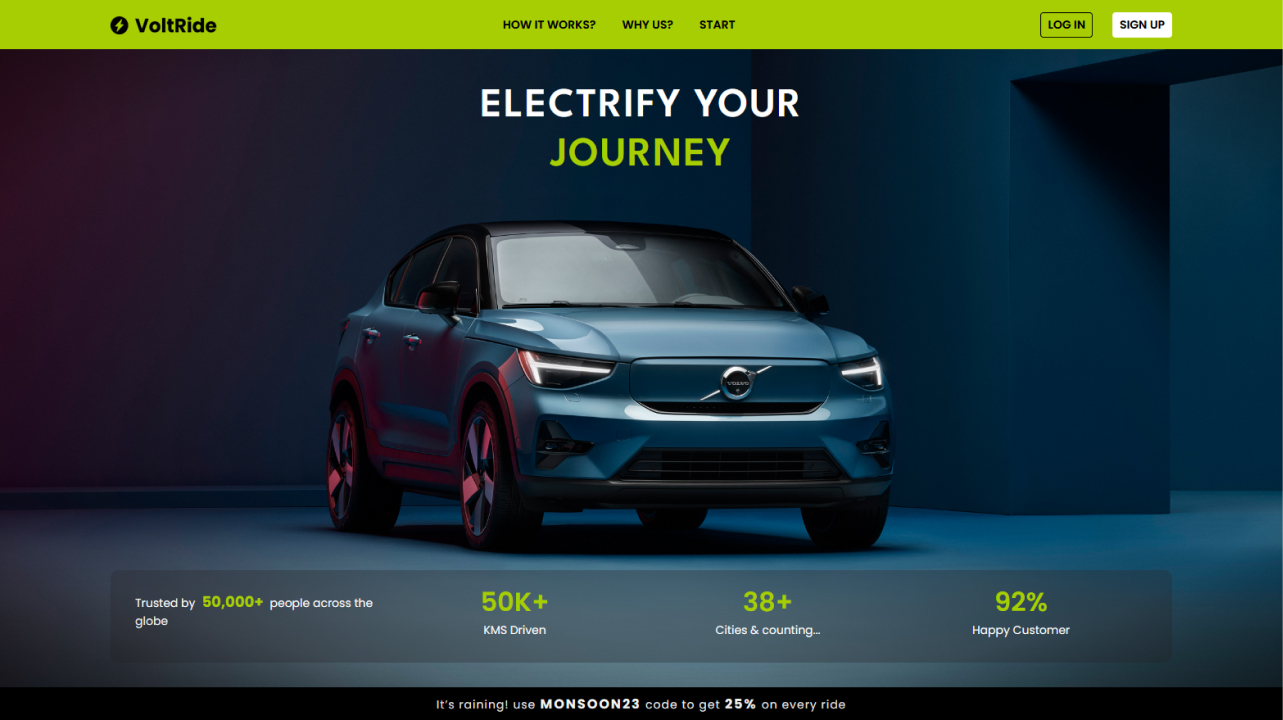 VoltRide
HOW IT WORKS? WHY US? START
LOG IN SIGN UP
ELECTRIFY YOUR
JOURNEY
VOLVO
Trusted by 50,000+ people across the
globe
50K+
KMS Driven
38+
Cities & counting...
92%
Happy Customer
It's raining! use MONSOON23 code to get 25% on every ride